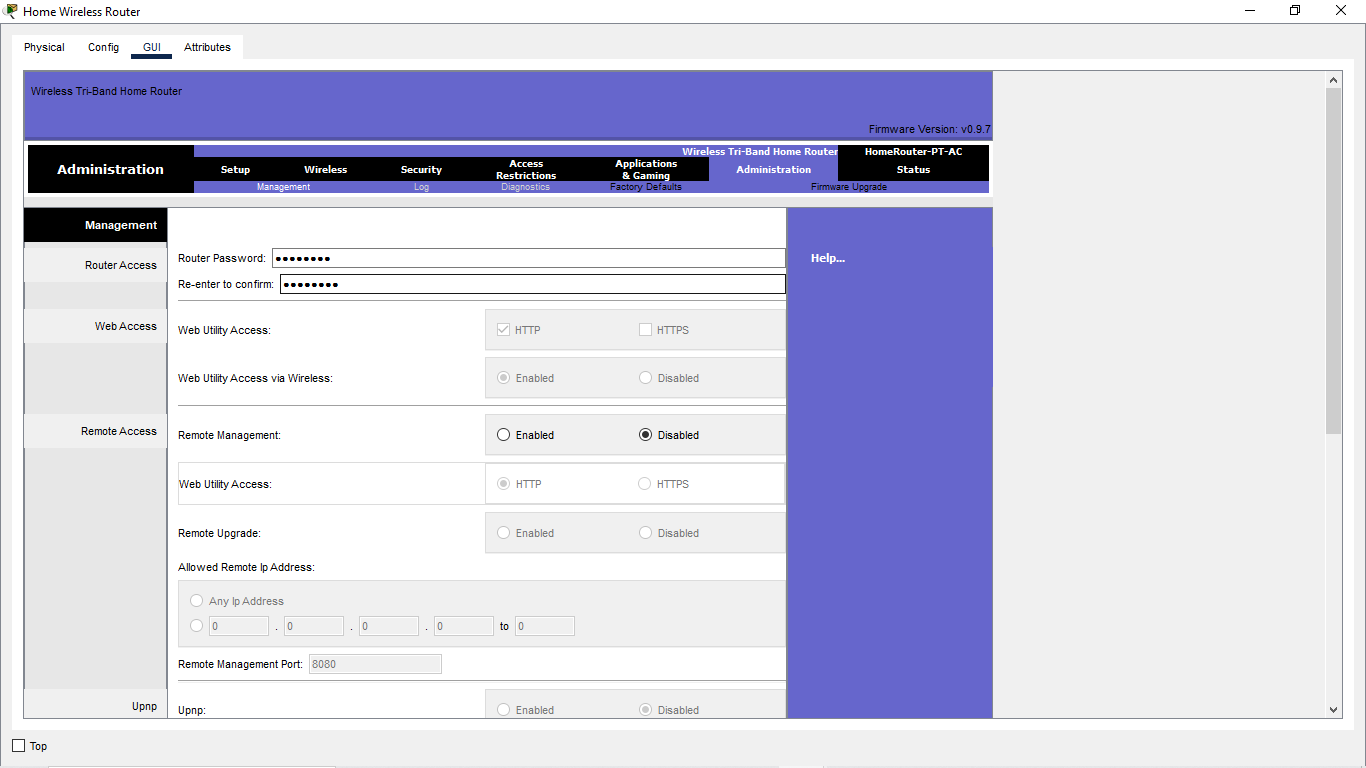 Home Wireless Router
Physical Config GUI Attributes
Wireless Tri-Band Home Router
Firmware Version: v0.9.7
Wireless Tri-Band Home Router HomeRouter-PT-AC
Administration Setup Wireless Security Access Restrictions Applications & Gaming Administration Status
Management Log Diagnostics Factory Defaults Firmware Upgrade
Management
Router Access
Router Password: ••••••••
Re-enter to confirm: ••••••••
Web Access
Web Utility Access: HTTP HTTPS
Web Utility Access via Wireless: Enabled Disabled
Remote Access
Remote Management: Enabled Disabled
Web Utility Access: HTTP HTTPS
Remote Upgrade: Enabled Disabled
Allowed Remote Ip Address:
Any Ip Address
0 . 0 . 0 . 0 to 0
Remote Management Port: 8080
Upnp
Upnp: Enabled Disabled
Help...
Top